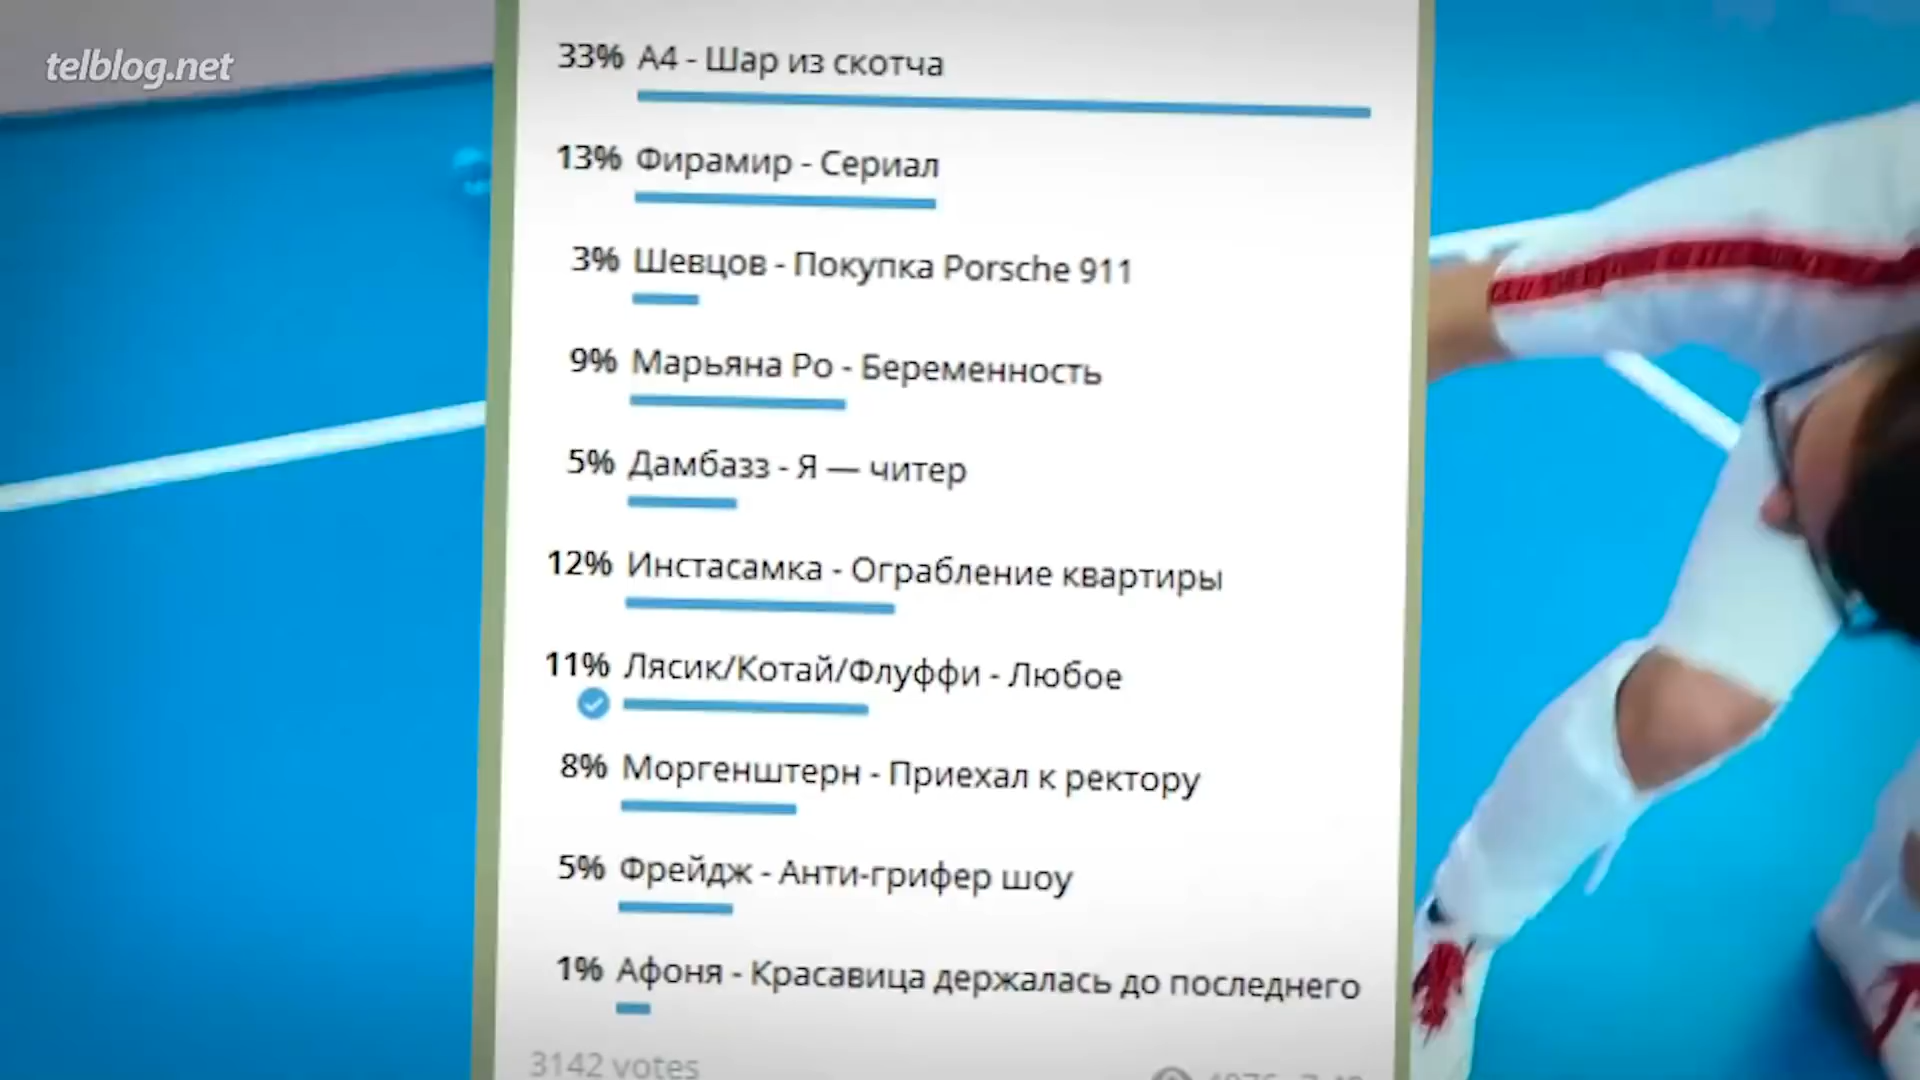 telblog.net
33% А4 - Шар из скотча
13% Фирамир - Сериал
3% Шевцов - Покупка Porsche 911
9% Марьяна Ро - Беременность
5% Дамбазз - Я — читер
12% Инстасамка - Ограбление квартиры
11% Лясик/Котай/Флуффи - Любое
8% Моргенштерн - Приехал к ректору
5% Фрейдж - Анти-грифер шоу
1% Афоня - Красавица держалась до последнего
3142 votes